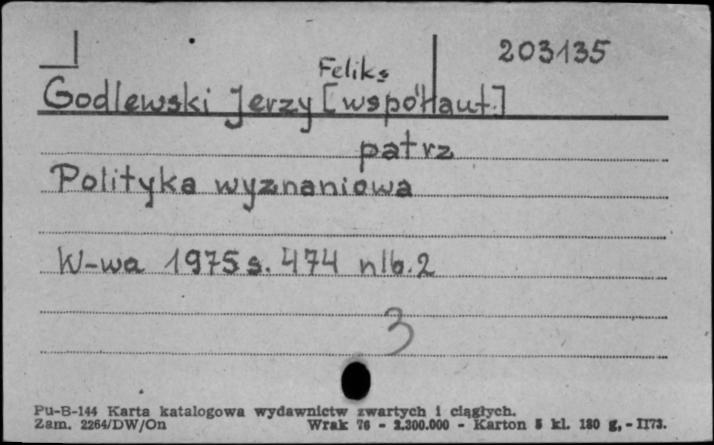 203135
Feliks
Godlewski Jerzy [współaut.]
patrz
Polityka wyznaniowa
W-wa 1975 s. 474 nlb. 2
3
Pu-B-144 Karta katalogowa wydawnictw zwartych i ciągłych.
Zam. 2264/DW/On Wrak 76 - 2.300.000 - Karton 5 kl. 180 g, - II73.